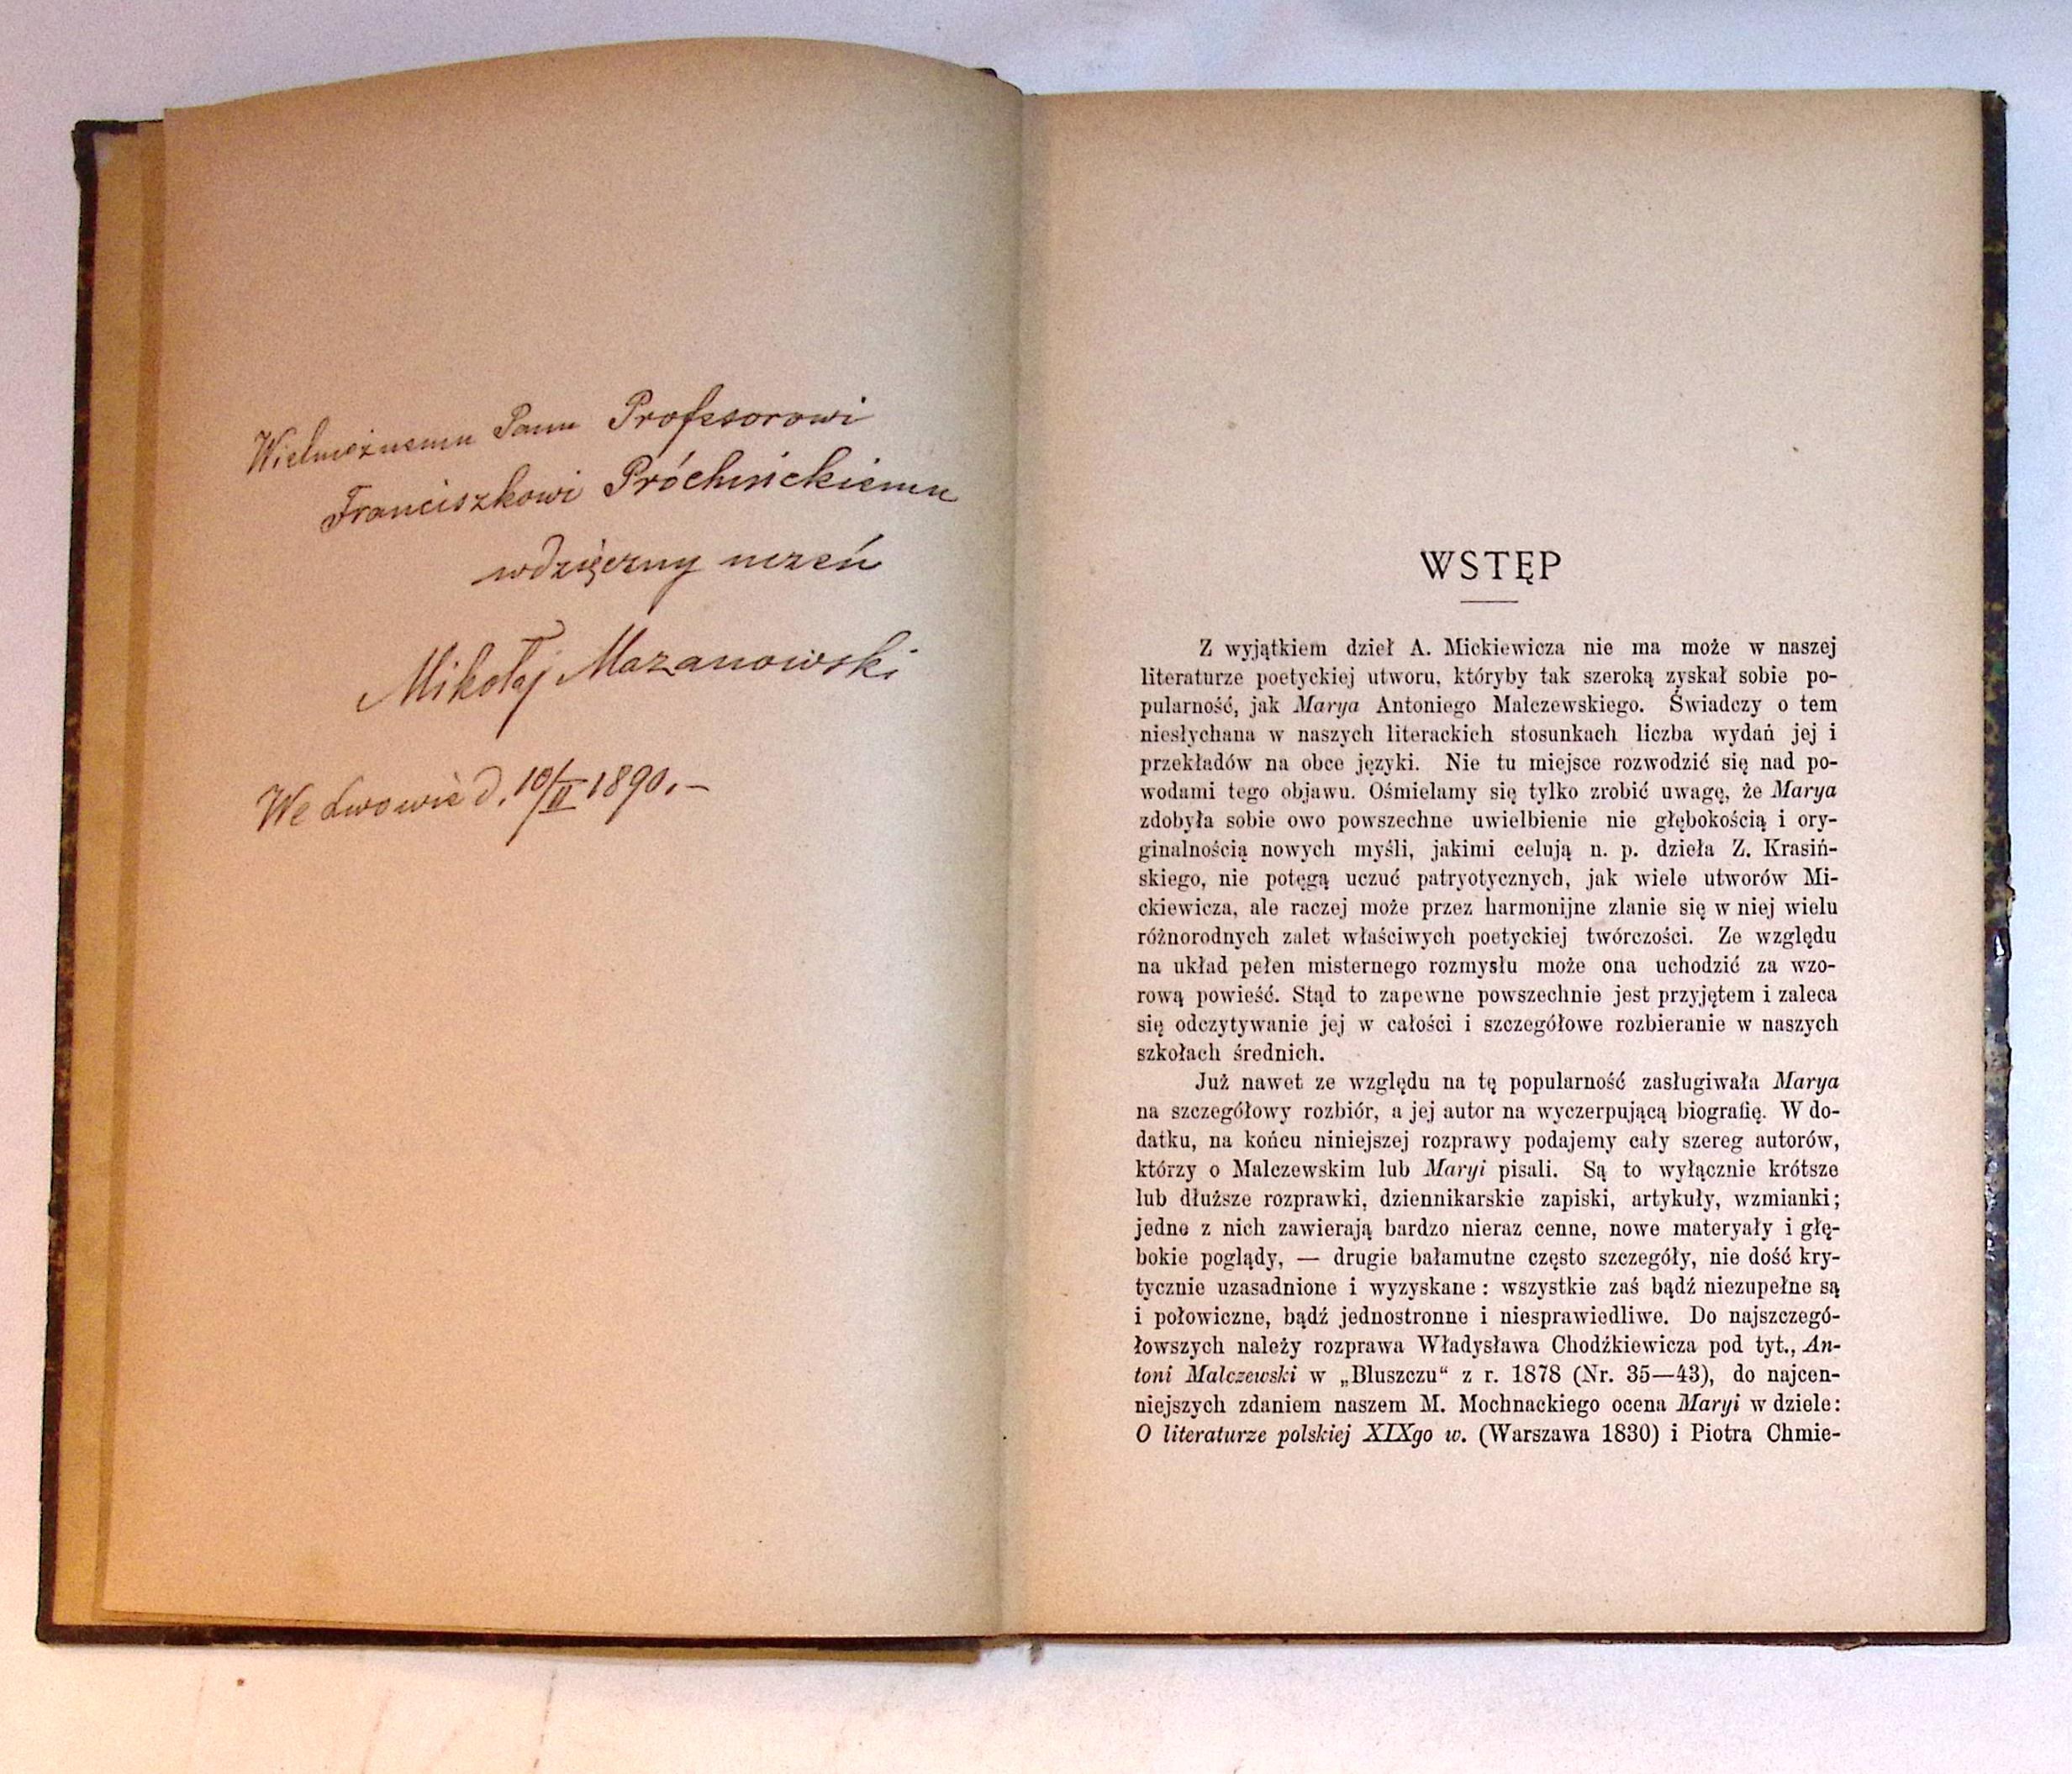 Wielmożnemu Panu Professorowi
Franciszkowi Próchnickiemu
wdzięczny uczeń
Mikołaj Mazanowski
We Lwowie d. 10/II 1890.–
WSTĘP
Z wyjątkiem dzieł A. Mickiewicza nie ma może w naszej
literaturze poetyckiej utworu, któryby tak szeroką zyskał sobie po-
pularność, jak Marya Antoniego Malczewskiego. Świadczy o tem
niesłychana w naszych literackich stosunkach liczba wydań jej i
przekładów na obce języki. Nie tu miejsce rozwodzić się nad po-
wodami tego objawu. Ośmielamy się tylko zrobić uwagę, że Marya
zdobyła sobie owo powszechne uwielbienie nie głębokością i ory-
ginalnością nowych myśli, jakimi celują n. p. dzieła Z. Krasiń-
skiego, nie potęgą uczuć patryotycznych, jak wiele utworów Mi-
ckiewicza, ale raczej może przez harmonijne zlanie się w niej wielu
różnorodnych zalet właściwych poetyckiej twórczości. Ze względu
na układ pełen misternego rozmysłu może ona uchodzić za wzo-
rową powieść. Stąd to zapewne powszechnie jest przyjętem i zaleca
się odczytywanie jej w całości i szczegółowe rozbieranie w naszych
szkołach średnich.
Już nawet ze względu na tę popularność zasługiwała Marya
na szczegółowy rozbiór, a jej autor na wyczerpującą biografię. W do-
datku, na końcu niniejszej rozprawy podajemy cały szereg autorów,
którzy o Malczewskim lub Maryi pisali. Są to wyłącznie krótsze
lub dłuższe rozprawki, dziennikarskie zapiski, artykuły, wzmianki;
jedne z nich zawierają bardzo nieraz cenne, nowe materyały i głę-
bokie poglądy, — drugie bałamutne często szczegóły, nie dość kry-
tycznie uzasadnione i wyzyskane: wszystkie zaś bądź niezupełne są
i połowiczne, bądź jednostronne i niesprawiedliwe. Do najszczegó-
łowszych należy rozprawa Władysława Chodźkiewicza pod tyt., An-
toni Malczewski w „Bluszczu“ z r. 1878 (Nr. 35—43), do najcen-
niejszych zdaniem naszem M. Mochnackiego ocena Maryi w dziele:
O literaturze polskiej XIXgo w. (Warszawa 1830) i Piotra Chmie-